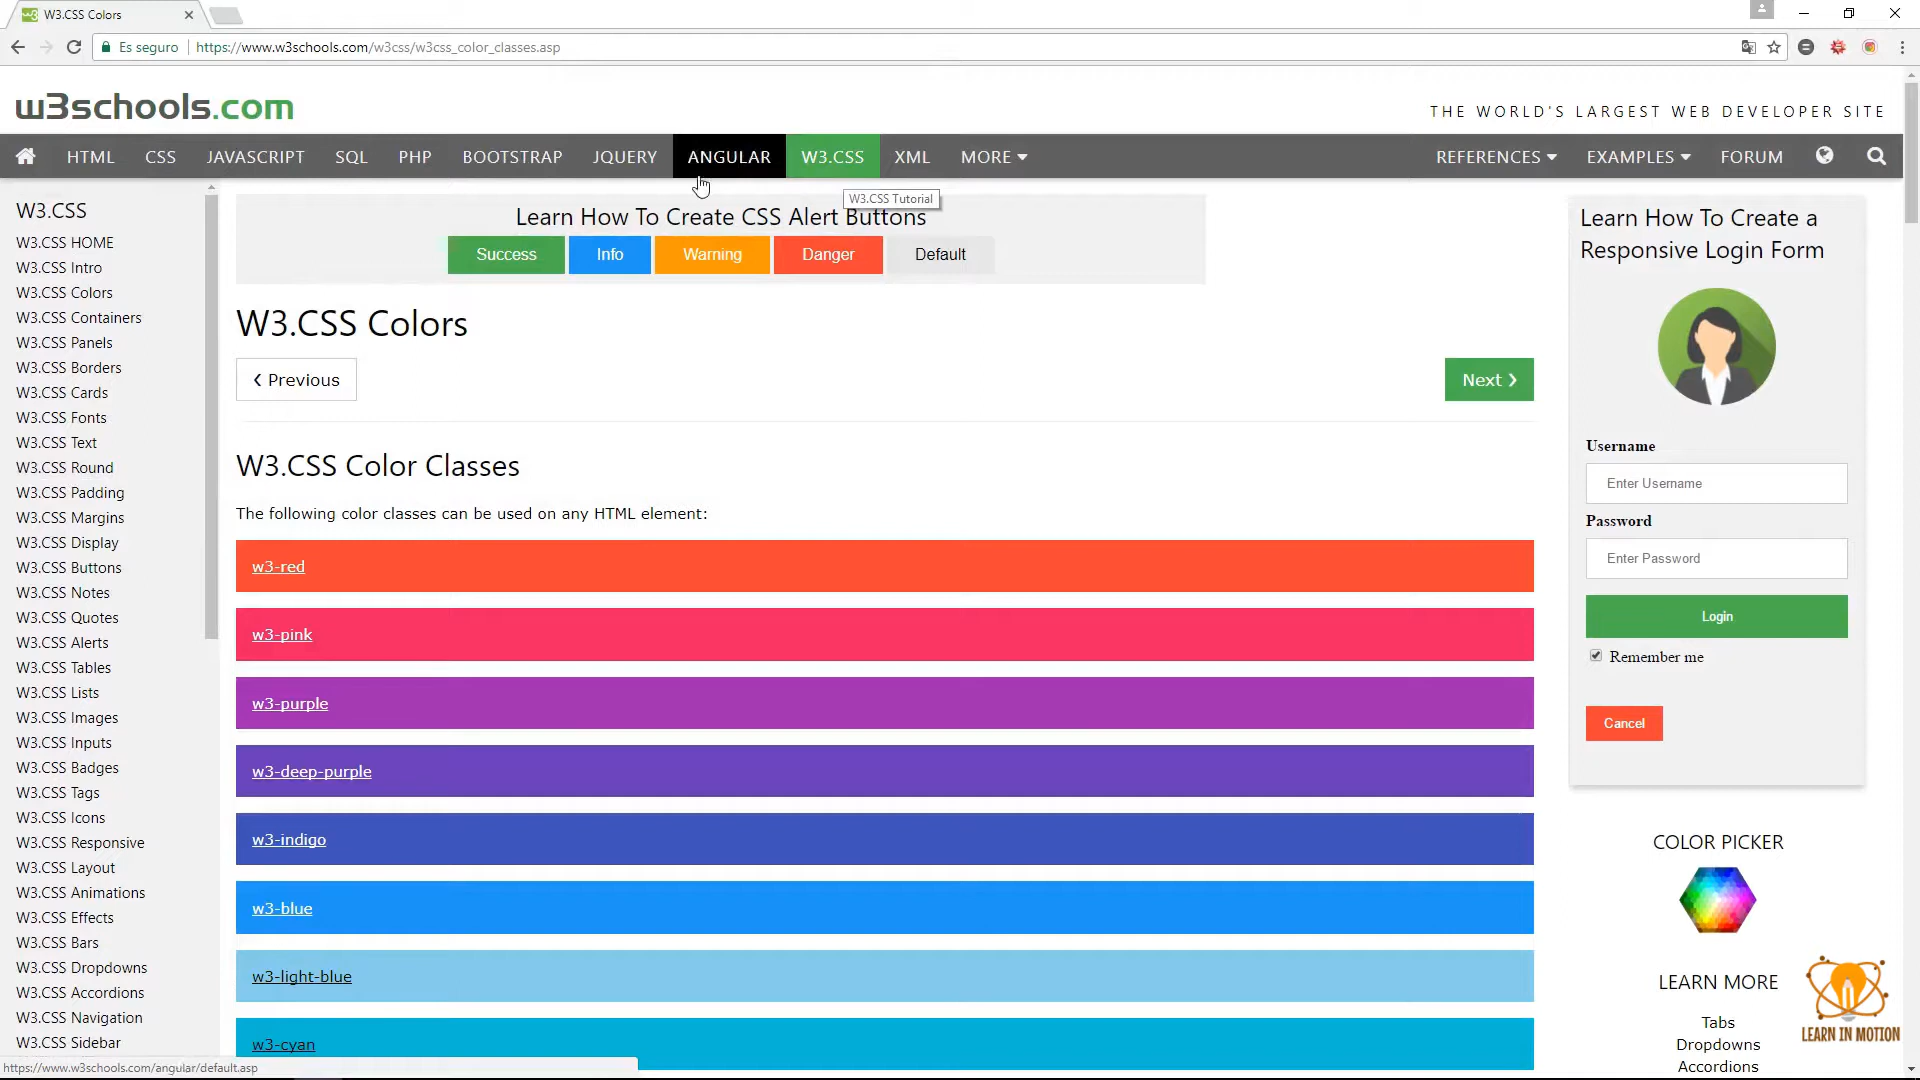 W3.CSS Colors
Es seguro
https://www.w3schools.com/w3css/w3css_color_classes.asp
w3schools.com
THE WORLD'S LARGEST WEB DEVELOPER SITE
HTML CSS JAVASCRIPT SQL PHP BOOTSTRAP JQUERY ANGULAR W3.CSS XML MORE REFERENCES EXAMPLES FORUM
W3.CSS Tutorial
W3.CSS
W3.CSS HOME
W3.CSS Intro
W3.CSS Colors
W3.CSS Containers
W3.CSS Panels
W3.CSS Borders
W3.CSS Cards
W3.CSS Fonts
W3.CSS Text
W3.CSS Round
W3.CSS Padding
W3.CSS Margins
W3.CSS Display
W3.CSS Buttons
W3.CSS Notes
W3.CSS Quotes
W3.CSS Alerts
W3.CSS Tables
W3.CSS Lists
W3.CSS Images
W3.CSS Inputs
W3.CSS Badges
W3.CSS Tags
W3.CSS Icons
W3.CSS Responsive
W3.CSS Layout
W3.CSS Animations
W3.CSS Effects
W3.CSS Bars
W3.CSS Dropdowns
W3.CSS Accordions
W3.CSS Navigation
W3.CSS Sidebar
https://www.w3schools.com/angular/default.asp
Learn How To Create CSS Alert Buttons
Success Info Warning Danger Default
W3.CSS Colors
❮ Previous
Next ❯
W3.CSS Color Classes
The following color classes can be used on any HTML element:
w3-red
w3-pink
w3-purple
w3-deep-purple
w3-indigo
w3-blue
w3-light-blue
w3-cyan
Learn How To Create a
Responsive Login Form
Username
Enter Username
Password
Enter Password
Login
Remember me
Cancel
COLOR PICKER
LEARN MORE
Tabs
Dropdowns
Accordions
LEARN IN MOTION